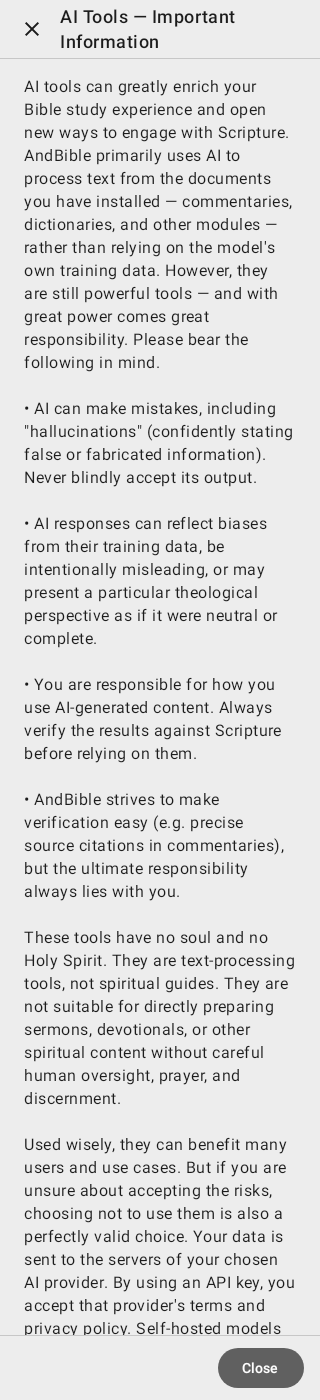 AI Tools — Important
Information
AI tools can greatly enrich your
Bible study experience and open
new ways to engage with Scripture.
AndBible primarily uses AI to
process text from the documents
you have installed — commentaries,
dictionaries, and other modules —
rather than relying on the model's
own training data. However, they
are still powerful tools — and with
great power comes great
responsibility. Please bear the
following in mind.
• AI can make mistakes, including
"hallucinations" (confidently stating
false or fabricated information).
Never blindly accept its output.
• AI responses can reflect biases
from their training data, be
intentionally misleading, or may
present a particular theological
perspective as if it were neutral or
complete.
• You are responsible for how you
use AI-generated content. Always
verify the results against Scripture
before relying on them.
• AndBible strives to make
verification easy (e.g. precise
source citations in commentaries),
but the ultimate responsibility
always lies with you.
These tools have no soul and no
Holy Spirit. They are text-processing
tools, not spiritual guides. They are
not suitable for directly preparing
sermons, devotionals, or other
spiritual content without careful
human oversight, prayer, and
discernment.
Used wisely, they can benefit many
users and use cases. But if you are
unsure about accepting the risks,
choosing not to use them is also a
perfectly valid choice. Your data is
sent to the servers of your chosen
AI provider. By using an API key, you
accept that provider's terms and
privacy policy. Self-hosted models
Close